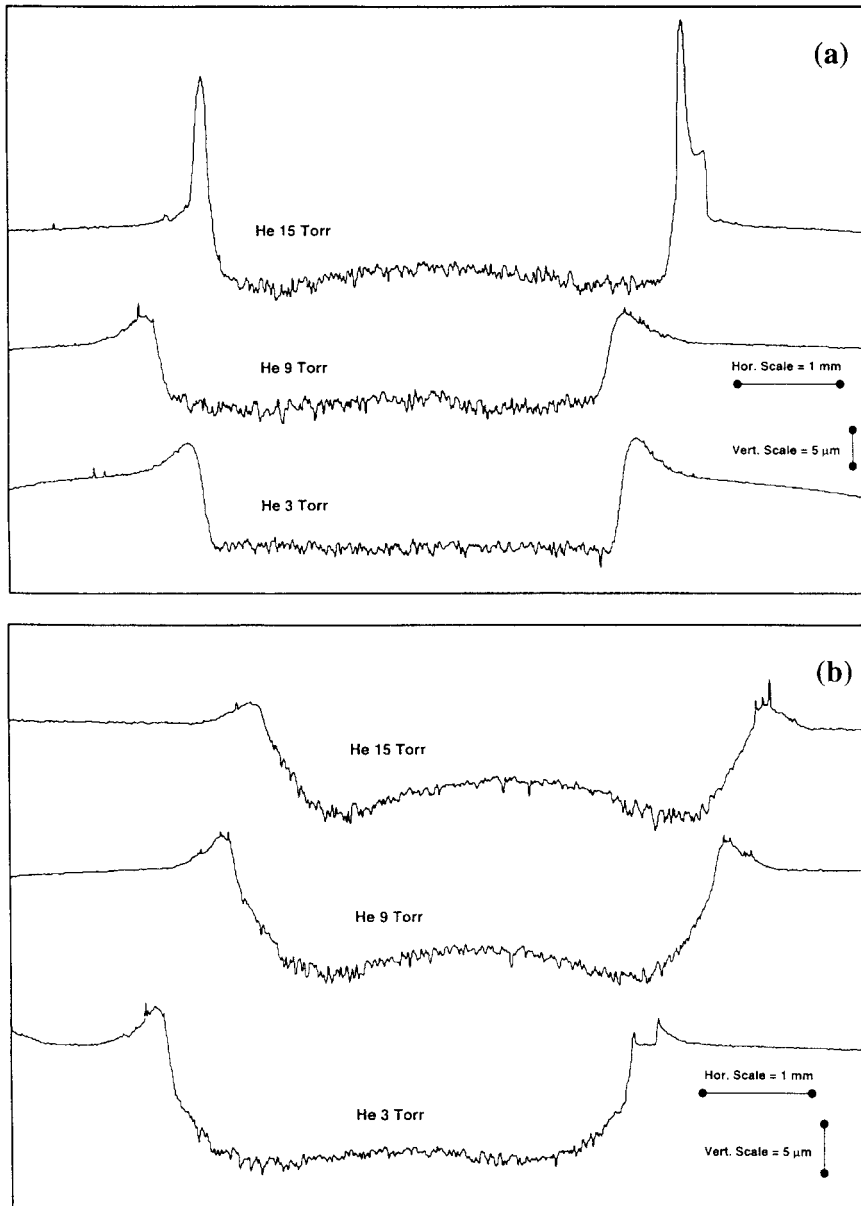 (a)
He 15 Torr
He 9 Torr
Hor. Scale = 1 mm
Vert. Scale = 5 μm
He 3 Torr
(b)
He 15 Torr
He 9 Torr
Hor. Scale = 1 mm
He 3 Torr
Vert. Scale = 5 μm